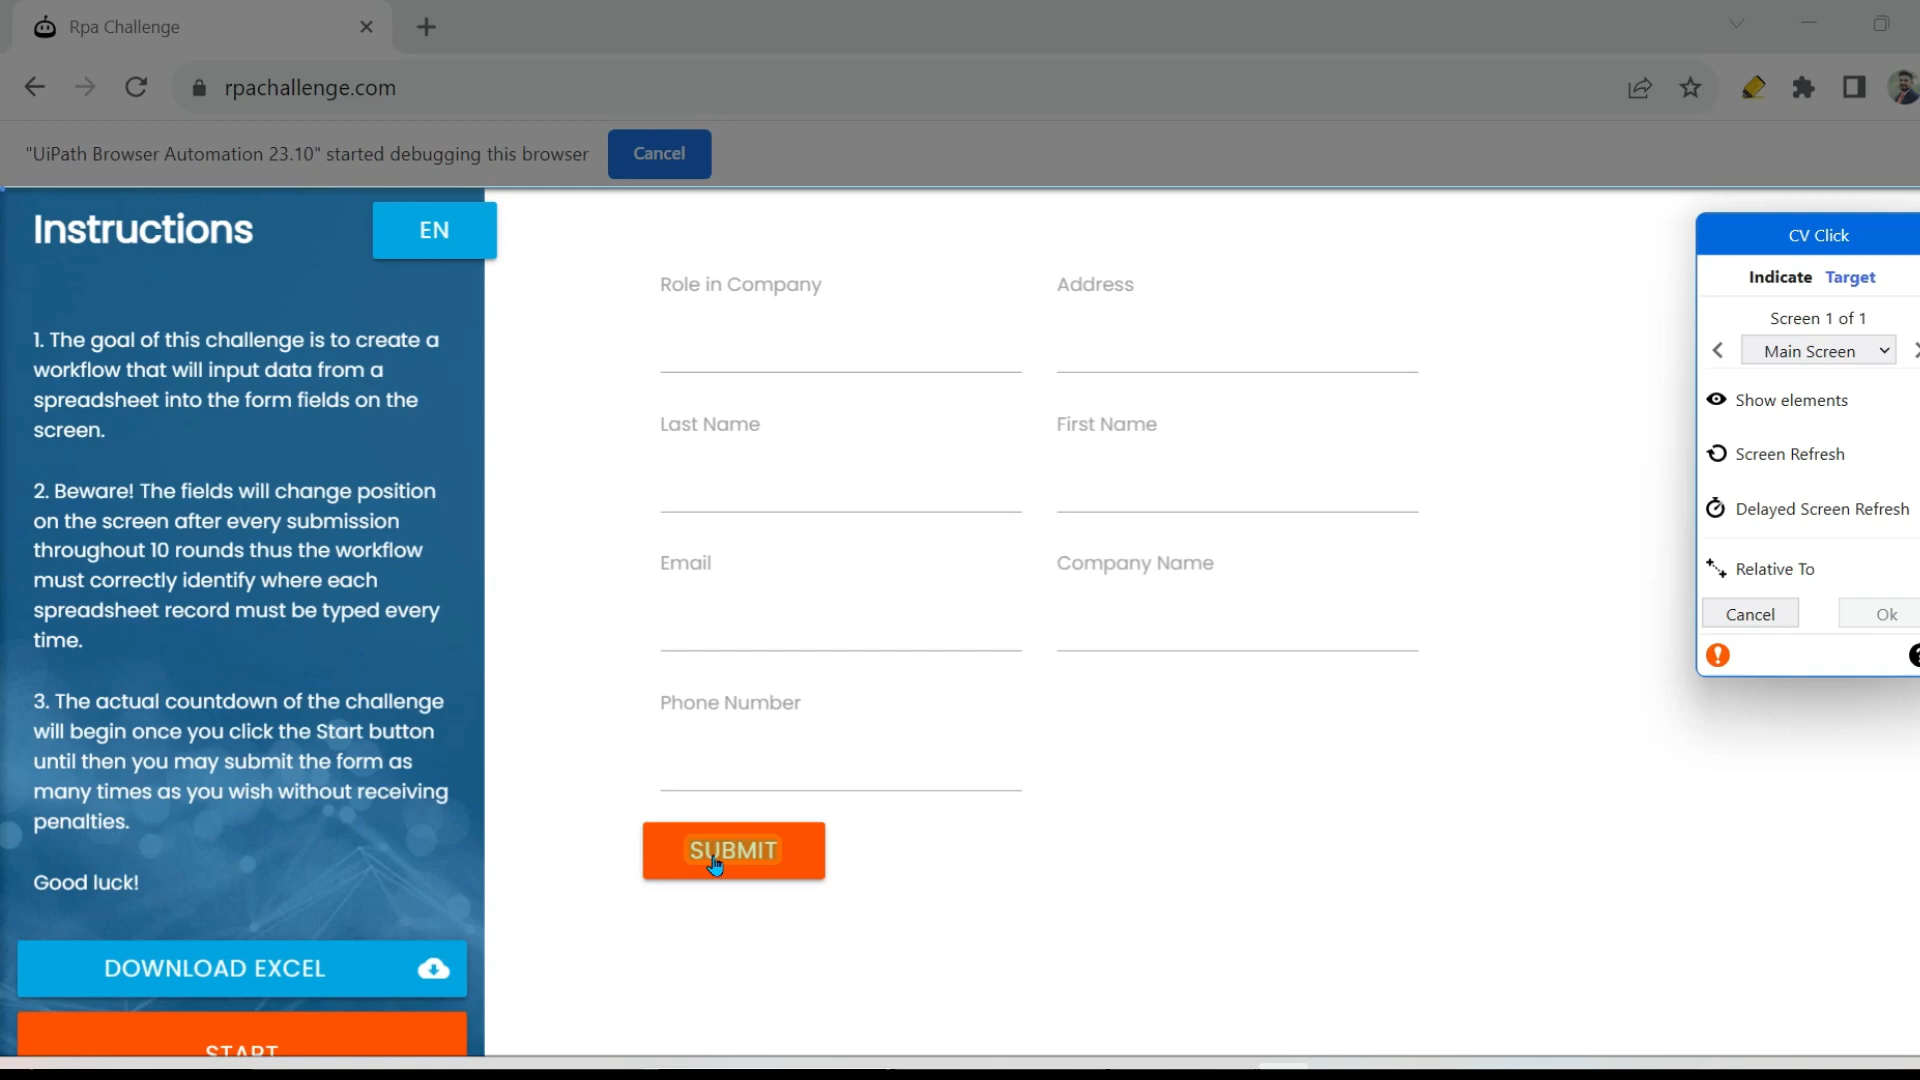 Rpa Challenge
rpachallenge.com
"UiPath Browser Automation 23.10" started debugging this browser
Cancel
Instructions
EN
1. The goal of this challenge is to create a
workflow that will input data from a
spreadsheet into the form fields on the
screen.
2. Beware! The fields will change position
on the screen after every submission
throughout 10 rounds thus the workflow
must correctly identify where each
spreadsheet record must be typed every
time.
3. The actual countdown of the challenge
will begin once you click the Start button
until then you may submit the form as
many times as you wish without receiving
penalties.
Good luck!
DOWNLOAD EXCEL
START
Role in Company
Address
Last Name
First Name
Email
Company Name
Phone Number
SUBMIT
CV Click
Indicate Target
Screen 1 of 1
Main Screen
Show elements
Screen Refresh
Delayed Screen Refresh
Relative To
Cancel
Ok